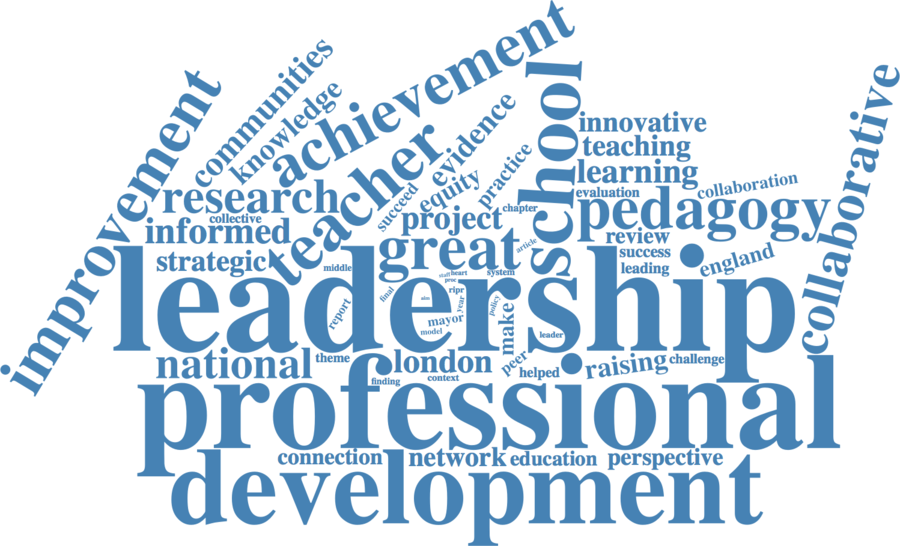 achievement
communities
knowledge
improvement
teacher
evidence
school
innovative
collaborative
teaching
learning
practice
research
succeed
equity
evaluation
collaboration
collective
project
chapter
pedagogy
informed
great
article
review
strategic
success
england
middle
leading
staff
heart
system
proc
leadership
ripr
final
aim
year
policy
report
mayor
model
make
leader
national
theme
london
peer
helped
raising
challenge
finding
context
professional
connection
network
education
perspective
development